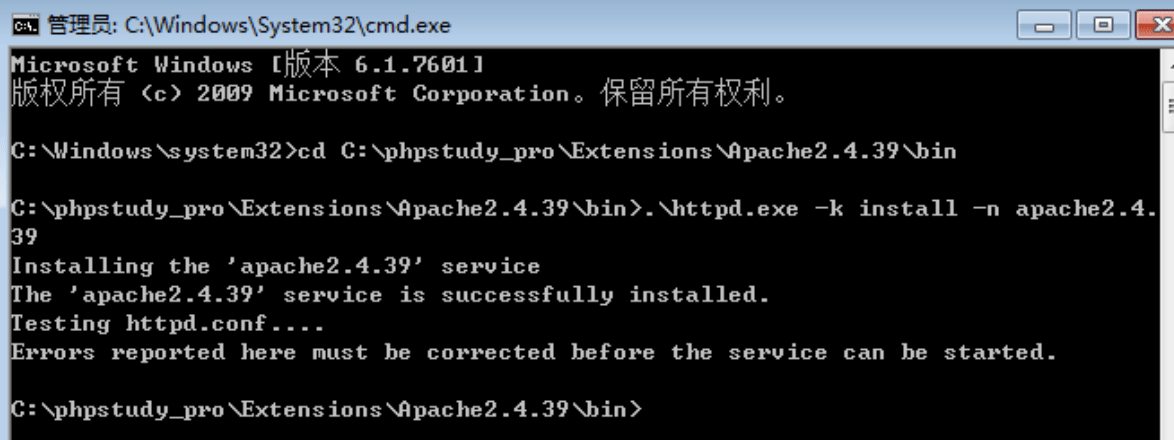 管理员: C:\Windows\System32\cmd.exe
Microsoft Windows [版本 6.1.7601]
版权所有 (c) 2009 Microsoft Corporation。保留所有权利。
C:\Windows\system32>cd C:\phpstudy_pro\Extensions\Apache2.4.39\bin
C:\phpstudy_pro\Extensions\Apache2.4.39\bin>.\httpd.exe -k install -n apache2.4.
39
Installing the 'apache2.4.39' service
The 'apache2.4.39' service is successfully installed.
Testing httpd.conf....
Errors reported here must be corrected before the service can be started.
C:\phpstudy_pro\Extensions\Apache2.4.39\bin>